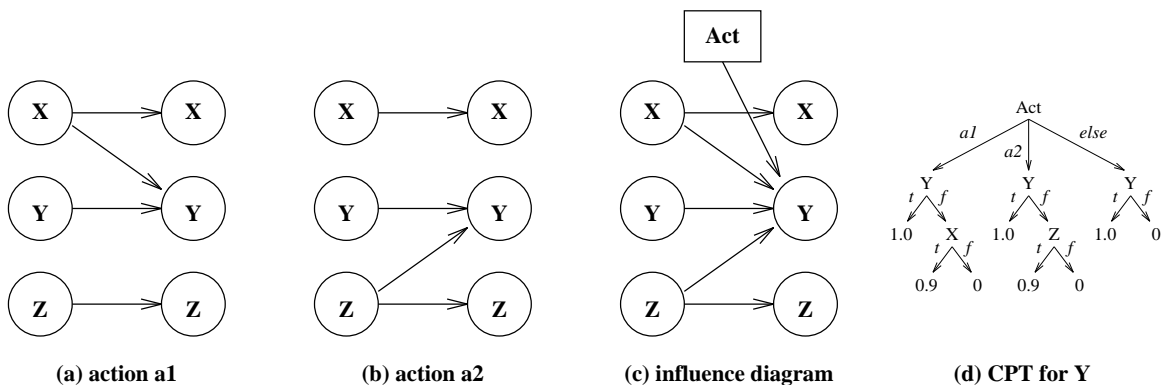 Act
X X X X X X
Act
a1 a2 else
Y Y Y
t f t f t f
Y Y Y Y Y Y
1.0 X 1.0 Z 1.0 0
t f t f
0.9 0 0.9 0
Z Z Z Z Z Z
(a) action a1 (b) action a2 (c) influence diagram (d) CPT for Y